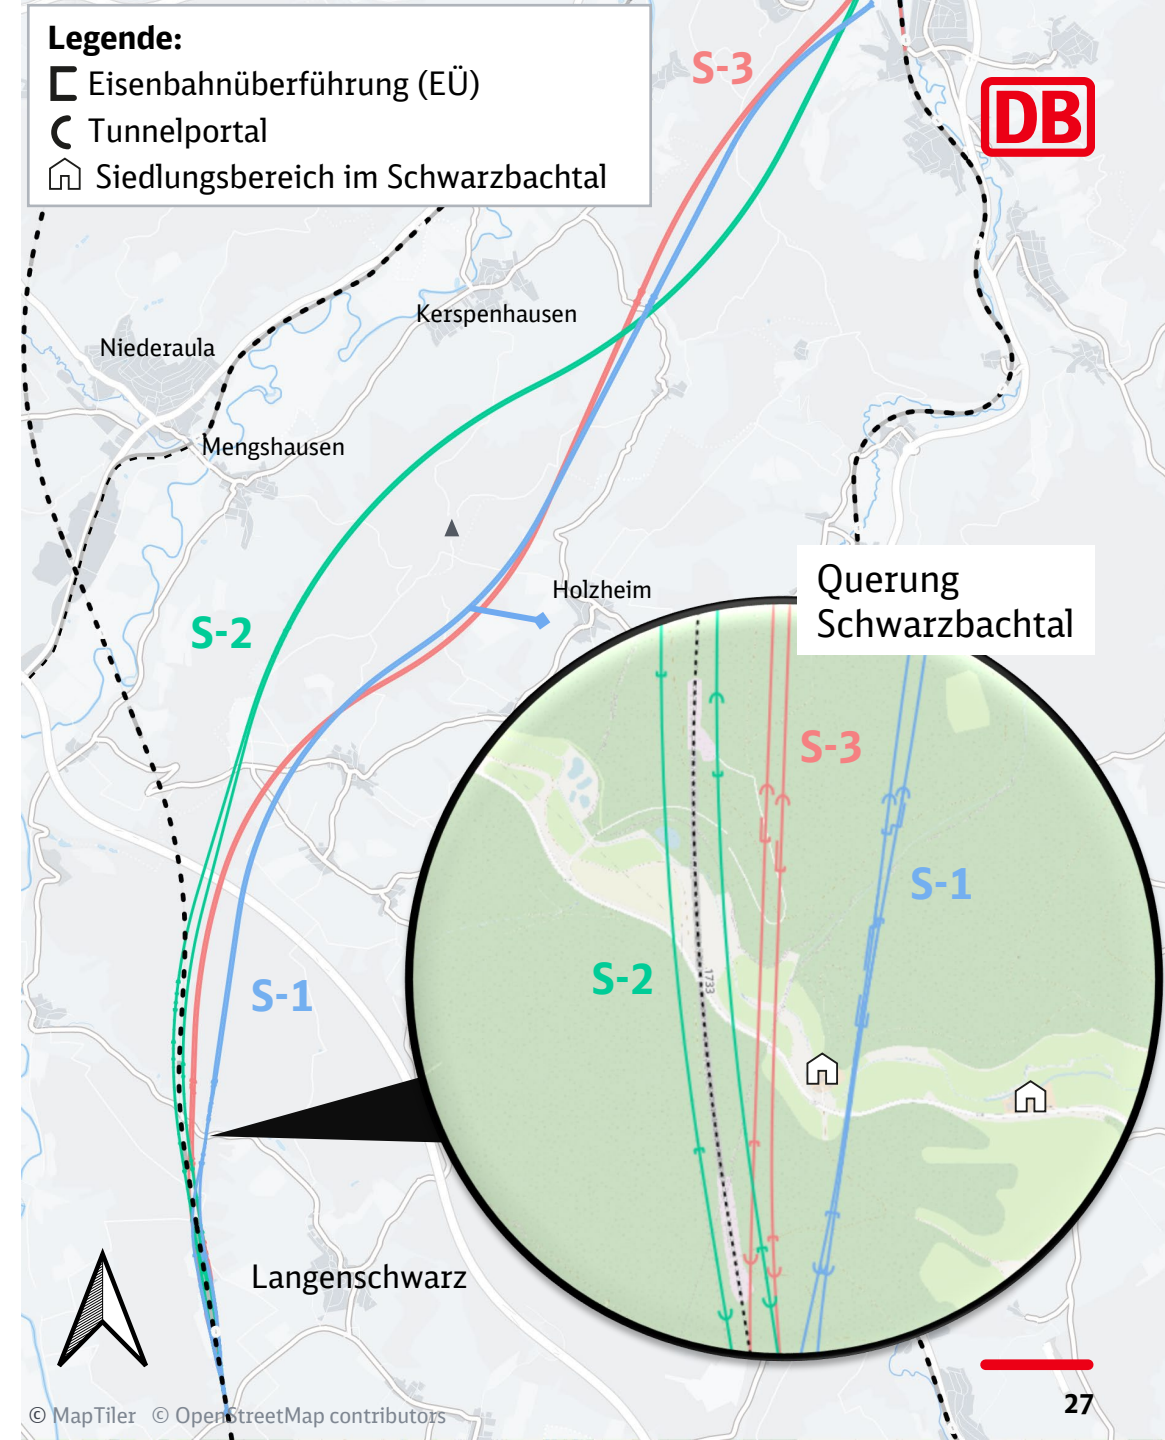 Legende:
Eisenbahnüberführung (EÜ)
Tunnelportal
Siedlungsbereich im Schwarzbachtal
S-3
DB
Kerspenhausen
Niederaula
Mengshausen
Holzheim
Querung
Schwarzbachtal
S-2
S-3
S-1
S-2
1733
S-1
Langenschwarz
27
© MapTiler © OpenStreetMap contributors